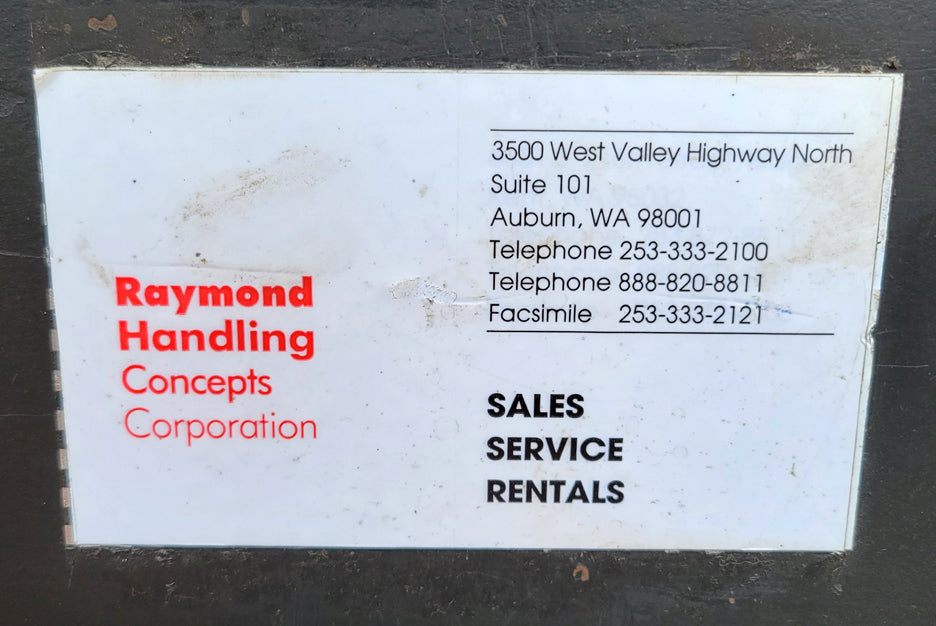 Raymond
Handling
Concepts
Corporation
3500 West Valley Highway North
Suite 101
Auburn, WA 98001
Telephone 253-333-2100
Telephone 888-820-8811
Facsimile 253-333-2121
SALES
SERVICE
RENTALS